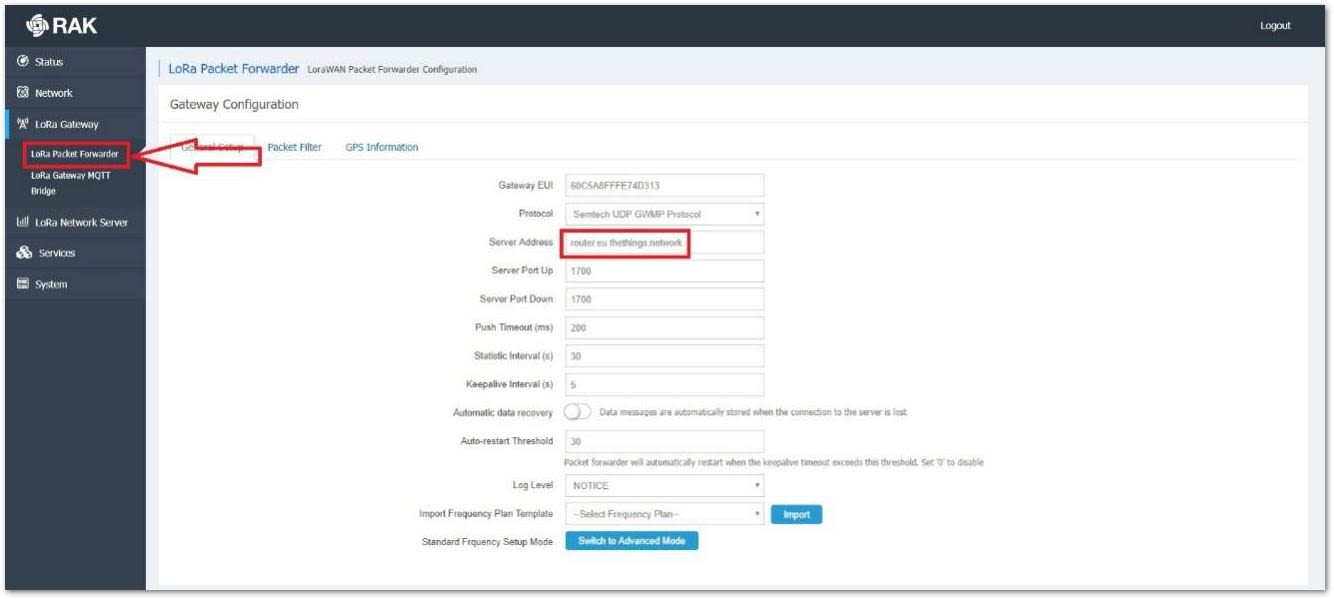 RAK
Logout
Status
Network
LoRa Gateway
LoRa Packet Forwarder
LoRa Gateway MQTT
Bridge
LoRa Network Server
Services
System
LoRa Packet Forwarder LoraWAN Packet Forwarder Configuration
Gateway Configuration
General Setup Packet Filter GPS Information
Gateway EUI 60C5A8FFFE74D313
Protocol Semtech UDP GWMP Protocol
Server Address router.eu.thethings.network
Server Port Up 1700
Server Port Down 1700
Push Timeout (ms) 200
Statistic Interval (s) 30
Keepalive Interval (s) 5
Automatic data recovery Data messages are automatically stored when the connection to the server is lost
Auto-restart Threshold 30
Packet forwarder will automatically restart when the keepalive timeout exceeds this threshold. Set '0' to disable
Log Level NOTICE
Import Frequency Plan Template --Select Frequency Plan-- Import
Standard Frquency Setup Mode Switch to Advanced Mode